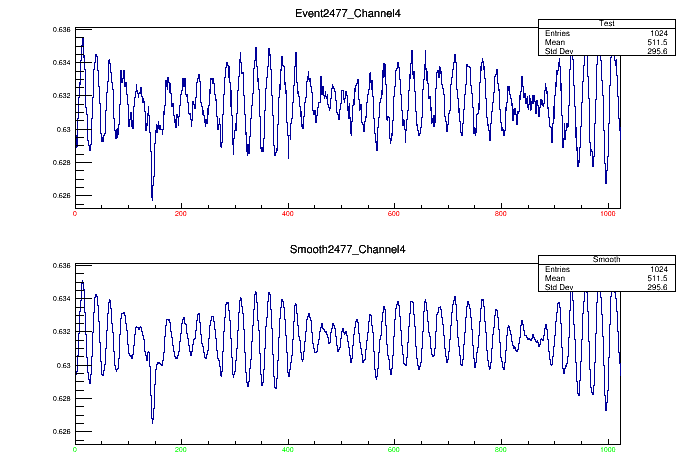 Event2477_Channel4
Test
Entries 1024
Mean 511.5
Std Dev 295.6
0.636
0.634
0.632
0.63
0.628
0.626
0 200 400 600 800 1000
Smooth2477_Channel4
Smooth
Entries 1024
Mean 511.5
Std Dev 295.6
0.636
0.634
0.632
0.63
0.628
0.626
0 200 400 600 800 1000